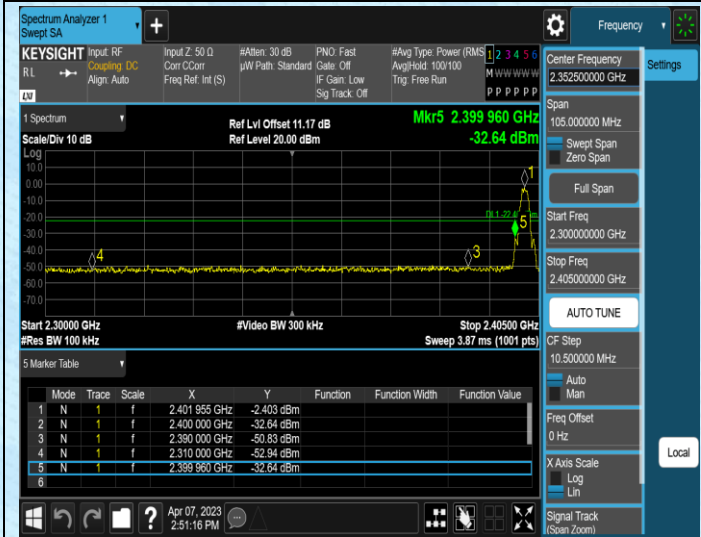 Spectrum Analyzer 1
Swept SA
+
Frequency
KEYSIGHT
RL
LXI
Input: RF
Coupling: DC
Align: Auto
Input Z: 50 Ω
Corr CCorr
Freq Ref: Int (S)
#Atten: 30 dB
µW Path: Standard
PNO: Fast
Gate: Off
IF Gain: Low
Sig Track: Off
#Avg Type: Power (RMS
Avg|Hold: 100/100
Trig: Free Run
1 2 3 4 5 6
M W W W W W
P P P P P P
Settings
Center Frequency
2.352500000 GHz
Span
105.000000 MHz
Swept Span
Zero Span
Full Span
Start Freq
2.300000000 GHz
Stop Freq
2.405000000 GHz
AUTO TUNE
CF Step
10.500000 MHz
Auto
Man
Freq Offset
0 Hz
X Axis Scale
Log
Lin
Signal Track
(Span Zoom)
Local
1 Spectrum
Scale/Div 10 dB
Log
Ref Lvl Offset 11.17 dB
Ref Level 20.00 dBm
Mkr5 2.399 960 GHz
-32.64 dBm
10.0
0.00
-10.0
-20.0
-30.0
-40.0
-50.0
-60.0
-70.0
1
5
3
4
Start 2.30000 GHz
#Res BW 100 kHz
#Video BW 300 kHz
Stop 2.40500 GHz
Sweep 3.87 ms (1001 pts)
5 Marker Table
Mode Trace Scale X Y Function Function Width Function Value
1 N 1 f 2.401 955 GHz -2.403 dBm
2 N 1 f 2.400 000 GHz -32.64 dBm
3 N 1 f 2.390 000 GHz -50.83 dBm
4 N 1 f 2.310 000 GHz -52.94 dBm
5 N 1 f 2.399 960 GHz -32.64 dBm
6
?
Apr 07, 2023
2:51:16 PM